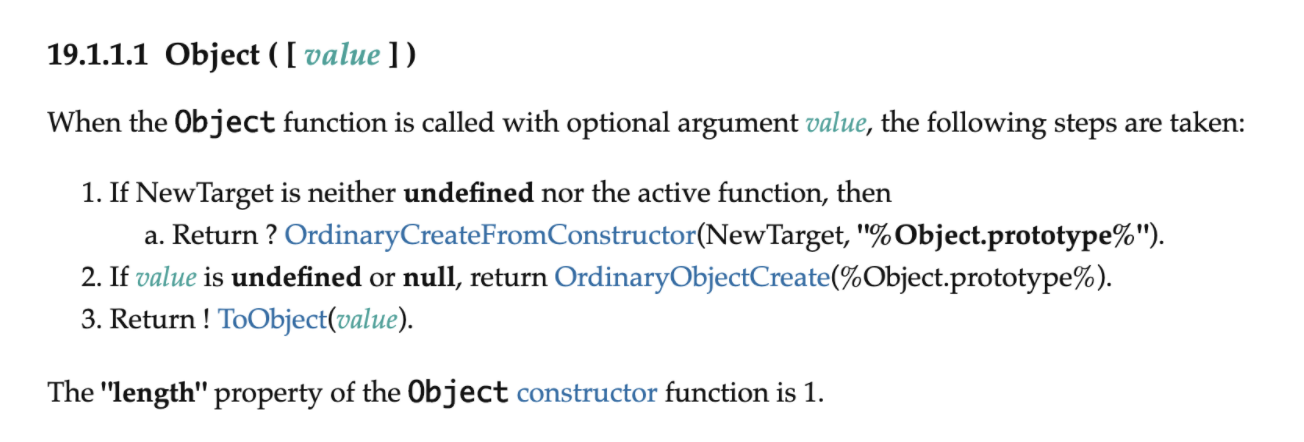 19.1.1.1 Object ( [ value ] )
When the Object function is called with optional argument value, the following steps are taken:
1. If NewTarget is neither undefined nor the active function, then
a. Return ? OrdinaryCreateFromConstructor(NewTarget, "%Object.prototype%").
2. If value is undefined or null, return OrdinaryObjectCreate(%Object.prototype%).
3. Return ! ToObject(value).
The "length" property of the Object constructor function is 1.